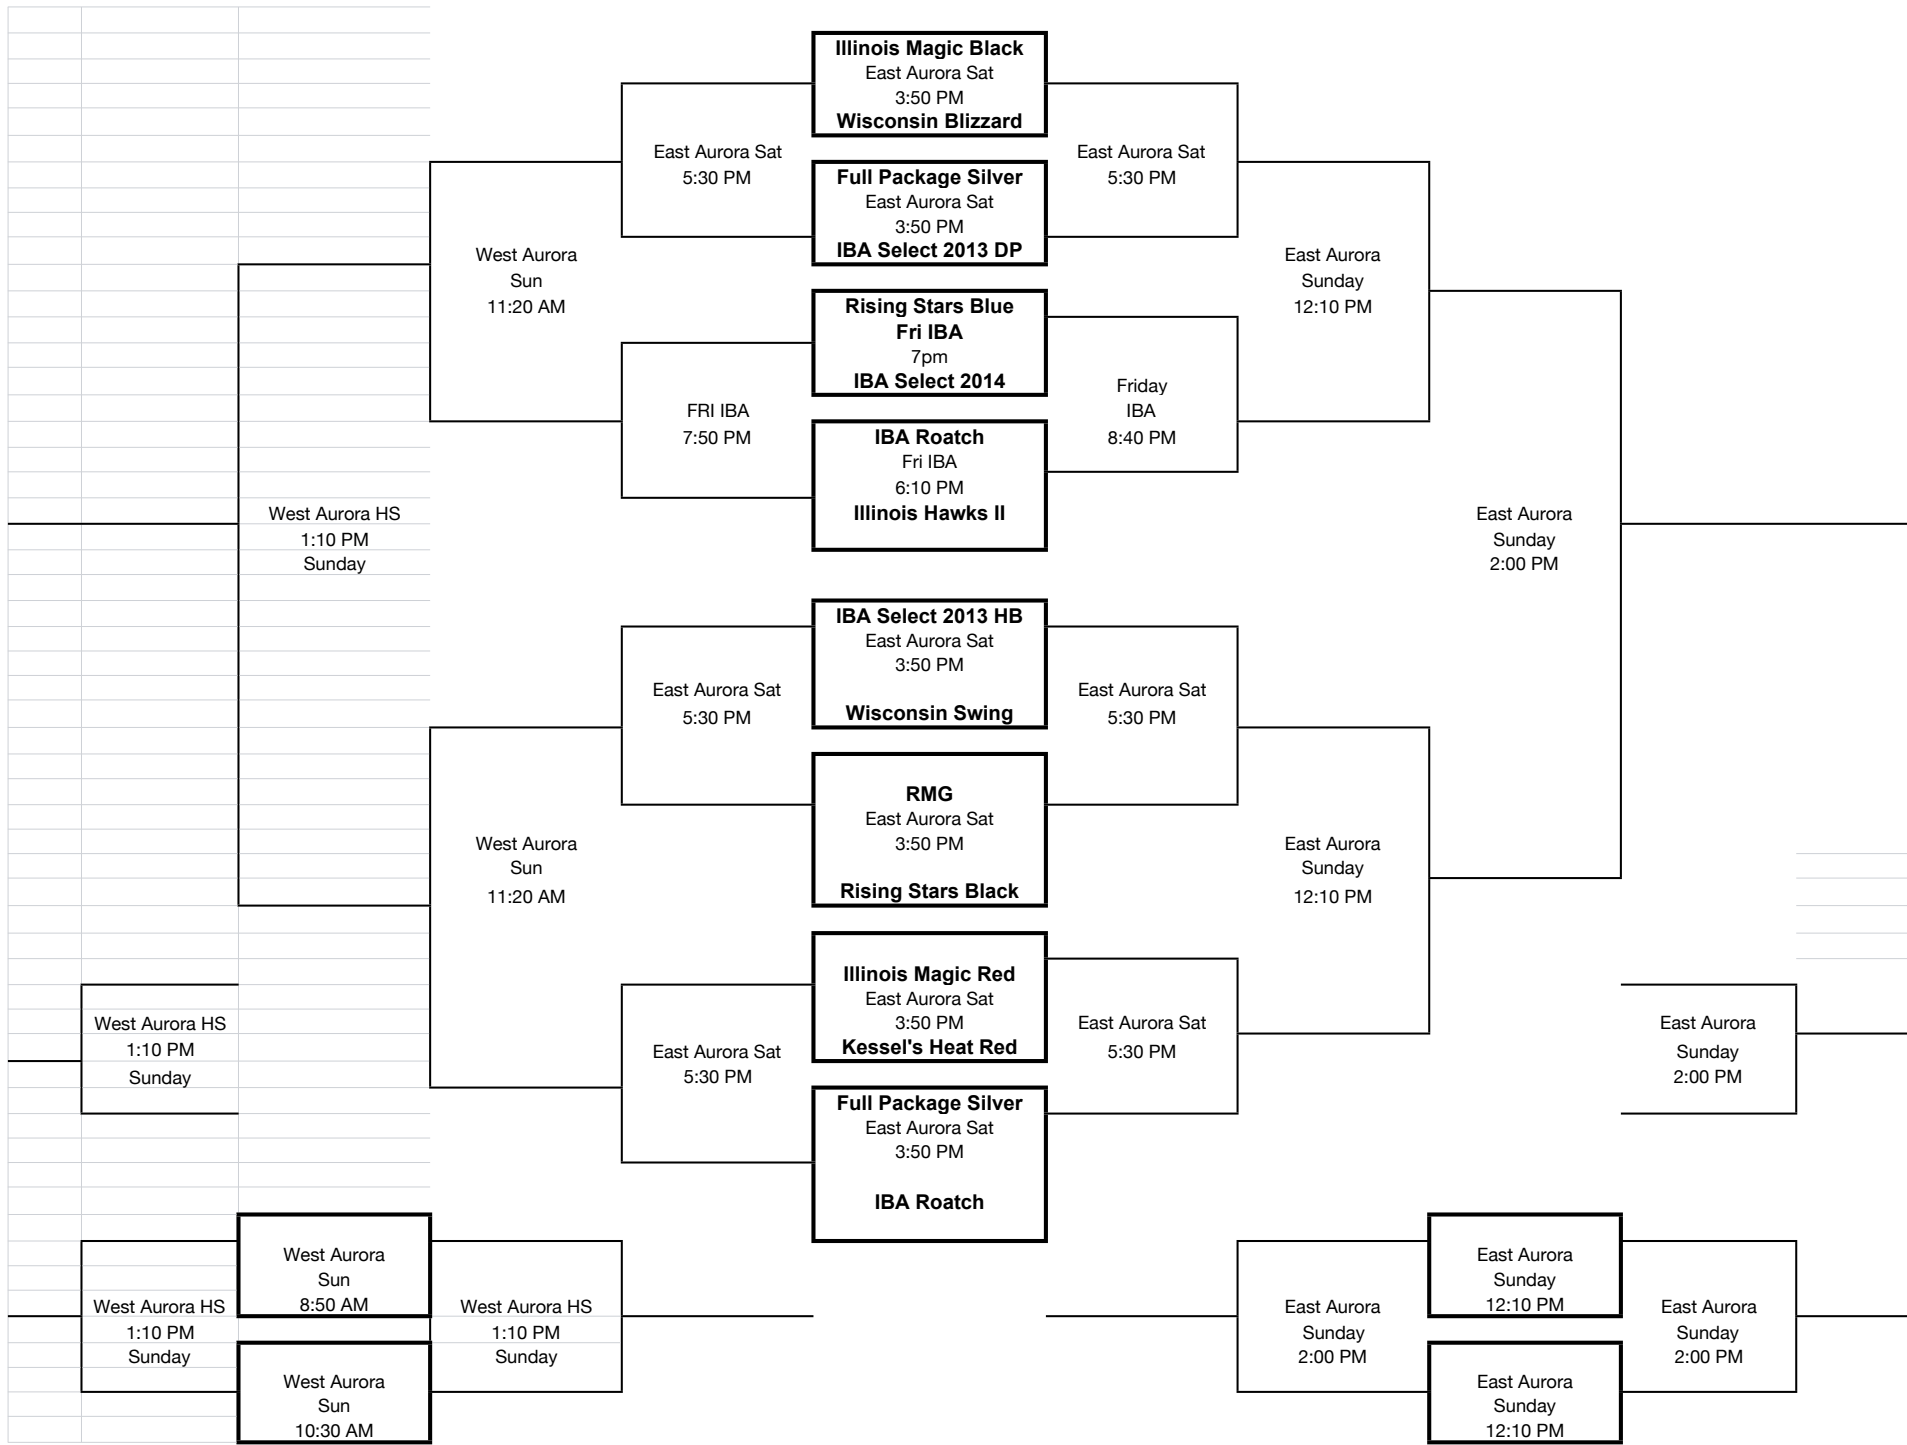 Illinois Magic Black
East Aurora Sat
3:50 PM
Wisconsin Blizzard
East Aurora Sat
5:30 PM
East Aurora Sat
5:30 PM
Full Package Silver
East Aurora Sat
3:50 PM
IBA Select 2013 DP
West Aurora
Sun
11:20 AM
East Aurora
Sunday
12:10 PM
Rising Stars Blue
Fri IBA
7pm
IBA Select 2014
FRI IBA
7:50 PM
Friday
IBA
8:40 PM
IBA Roatch
Fri IBA
6:10 PM
Illinois Hawks II
West Aurora HS
1:10 PM
Sunday
East Aurora
Sunday
2:00 PM
IBA Select 2013 HB
East Aurora Sat
3:50 PM
Wisconsin Swing
East Aurora Sat
5:30 PM
East Aurora Sat
5:30 PM
RMG
East Aurora Sat
3:50 PM
Rising Stars Black
West Aurora
Sun
11:20 AM
East Aurora
Sunday
12:10 PM
Illinois Magic Red
East Aurora Sat
3:50 PM
Kessel's Heat Red
West Aurora HS
1:10 PM
Sunday
East Aurora Sat
5:30 PM
East Aurora Sat
5:30 PM
East Aurora
Sunday
2:00 PM
Full Package Silver
East Aurora Sat
3:50 PM
IBA Roatch
West Aurora
Sun
8:50 AM
West Aurora HS
1:10 PM
Sunday
West Aurora HS
1:10 PM
Sunday
West Aurora
Sun
10:30 AM
East Aurora
Sunday
12:10 PM
East Aurora
Sunday
2:00 PM
East Aurora
Sunday
2:00 PM
East Aurora
Sunday
12:10 PM